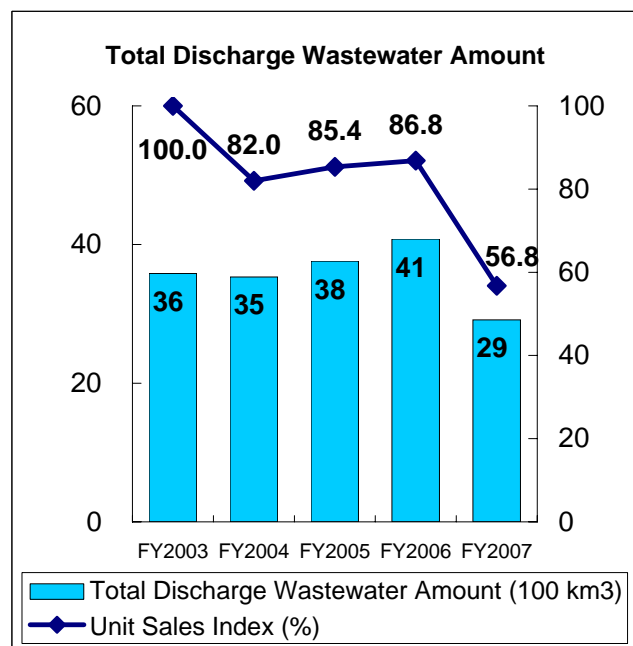 Total Discharge Wastewater Amount
60 100
100.0 82.0 85.4 86.8
80
40 56.8
60
36 35 38 41 29
40
20
20
0 0
FY2003 FY2004 FY2005 FY2006 FY2007
Total Discharge Wastewater Amount (100 km3)
Unit Sales Index (%)